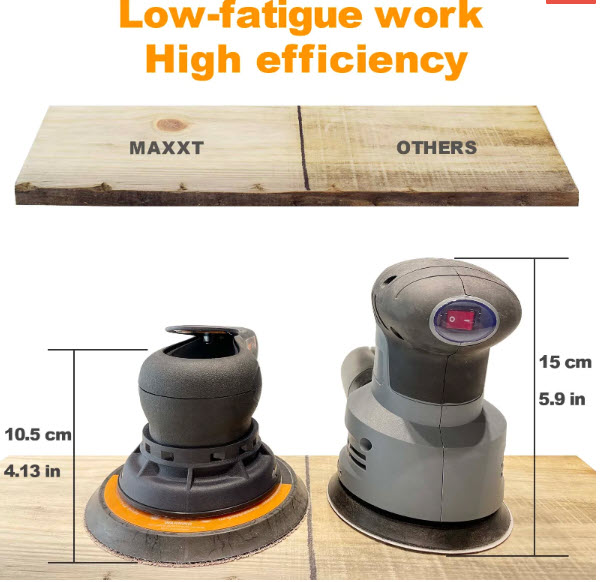 Low-fatigue work
High efficiency
MAXXT
OTHERS
15 cm
5.9 in
10.5 cm
4.13 in